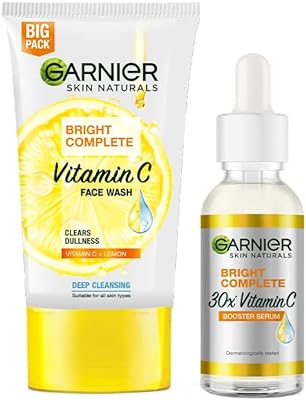 BIG
PACK
GARNIER
SKIN NATURALS
BRIGHT
COMPLETE
Vitamin C
FACE WASH
CLEARS
DULLNESS
VITAMIN C + LEMON
DEEP CLEANSING
Suitable for all skin types
GARNIER
SKIN NATURALS
BRIGHT
COMPLETE
30x Vitamin C
BOOSTER SERUM
Dermatologically tested